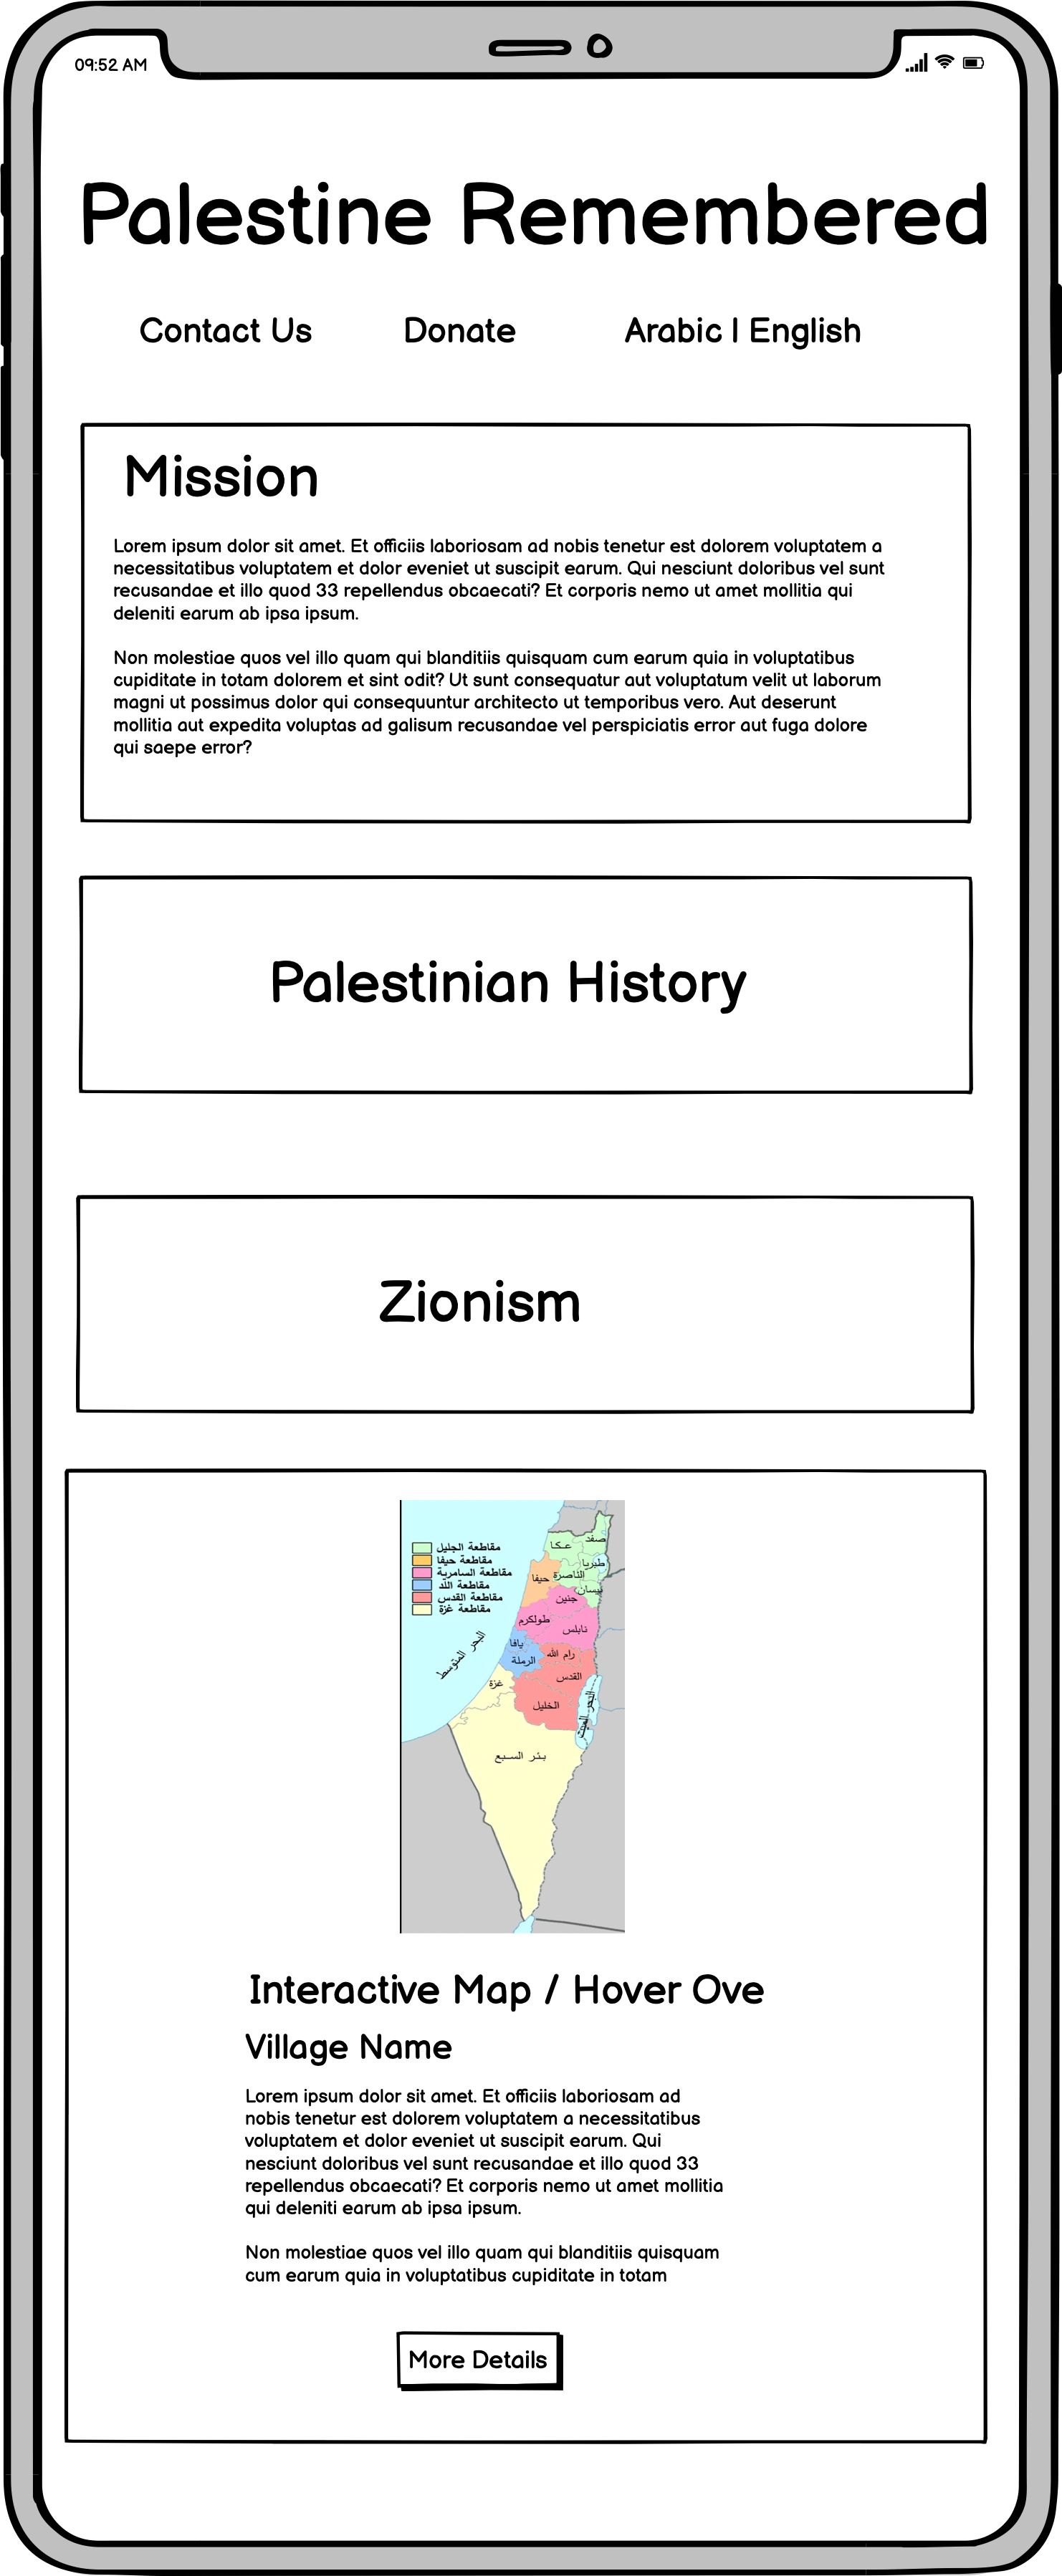 09:52 AM
Palestine Remembered
Contact Us Donate Arabic | English
Mission
Lorem ipsum dolor sit amet. Et officiis laboriosam ad nobis tenetur est dolorem voluptatem a
necessitatibus voluptatem et dolor eveniet ut suscipit earum. Qui nesciunt doloribus vel sunt
recusandae et illo quod 33 repellendus obcaecati? Et corporis nemo ut amet mollitia qui
deleniti earum ab ipsa ipsum.
Non molestiae quos vel illo quam qui blanditiis quisquam cum earum quia in voluptatibus
cupiditate in totam dolorem et sint odit? Ut sunt consequatur aut voluptatum velit ut laborum
magni ut possimus dolor qui consequuntur architecto ut temporibus vero. Aut deserunt
mollitia aut expedita voluptas ad galisum recusandae vel perspiciatis error aut fuga dolore
qui saepe error?
Palestinian History
Zionism
مقاطعة الجليل
مقاطعة حيفا
مقاطعة السامرية
مقاطعة اللد
مقاطعة القدس
مقاطعة غزة
البحر المتوسط
صفد
عكا
طبريا
الناصرة
حيفا
بيسان
جنين
طولكرم
نابلس
يافا
رام الله
الرملة
القدس
غزة
الخليل
البحر الميت
بئر السبع
Interactive Map / Hover Ove
Village Name
Lorem ipsum dolor sit amet. Et officiis laboriosam ad
nobis tenetur est dolorem voluptatem a necessitatibus
voluptatem et dolor eveniet ut suscipit earum. Qui
nesciunt doloribus vel sunt recusandae et illo quod 33
repellendus obcaecati? Et corporis nemo ut amet mollitia
qui deleniti earum ab ipsa ipsum.
Non molestiae quos vel illo quam qui blanditiis quisquam
cum earum quia in voluptatibus cupiditate in totam
More Details